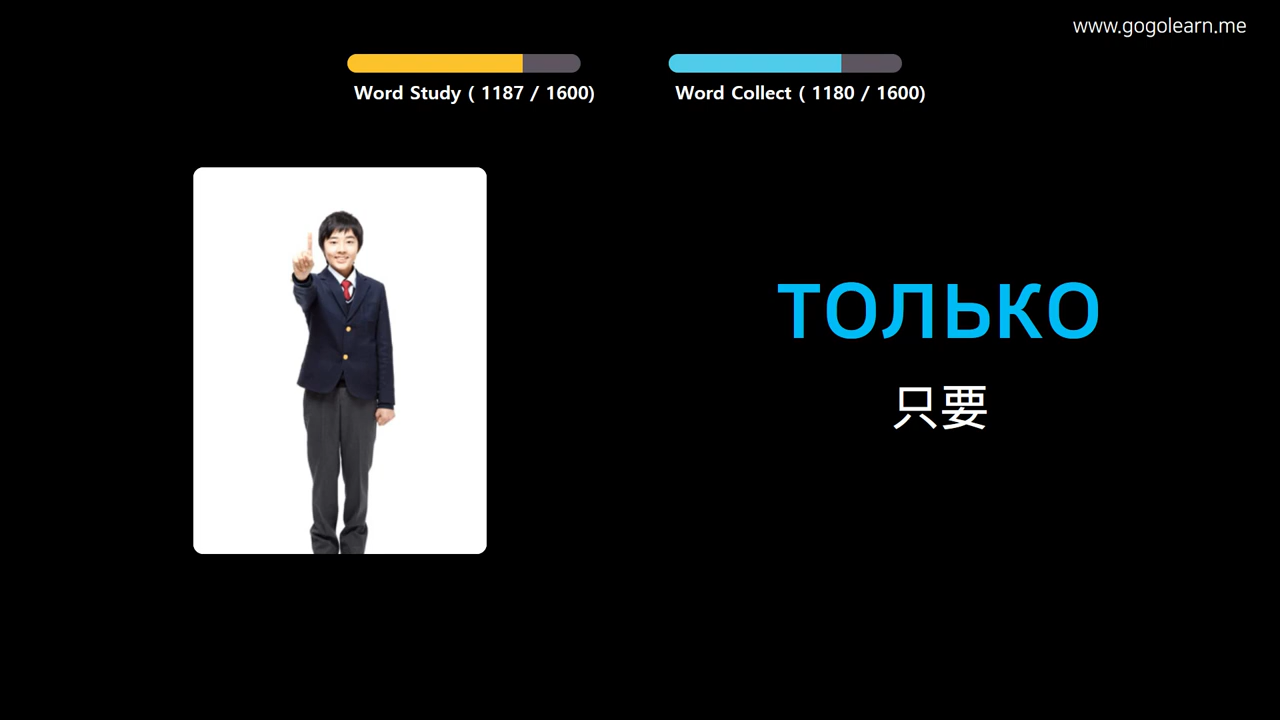 www.gogolearn.me
Word Study ( 1187 / 1600)
Word Collect ( 1180 / 1600)
только
只要